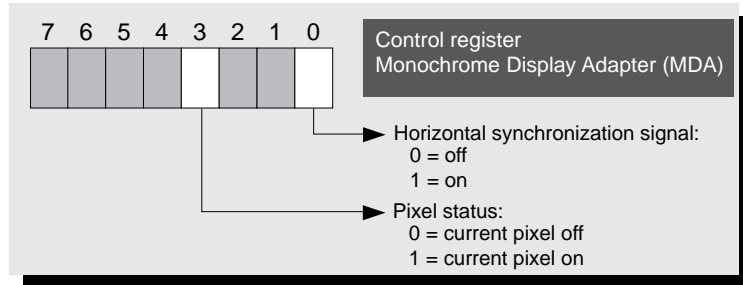 7 6 5 4 3 2 1 0
Control register
Monochrome Display Adapter (MDA)
Horizontal synchronization signal:
0 = off
1 = on
Pixel status:
0 = current pixel off
1 = current pixel on